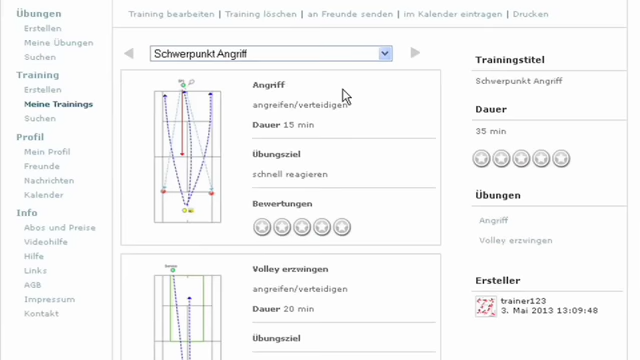 Übungen
Erstellen
Meine Übungen
Suchen
Training
Erstellen
Meine Trainings
Suchen
Profil
Mein Profil
Freunde
Nachrichten
Kalender
Info
Abos und Preise
Videohilfe
Hilfe
Links
AGB
Impressum
Kontakt
Training bearbeiten | Training löschen | an Freunde senden | im Kalender eintragen | Drucken
Schwerpunkt Angriff
Angriff
angreifen/verteidigen
Dauer 15 min
Übungsziel
schnell reagieren
Bewertungen
Volley erzwingen
angreifen/verteidigen
Dauer 20 min
Übungsziel
Trainingstitel
Schwerpunkt Angriff
Dauer
35 min
Übungen
Angriff
Volley erzwingen
Ersteller
trainer123
3. Mai 2013 13:09:48